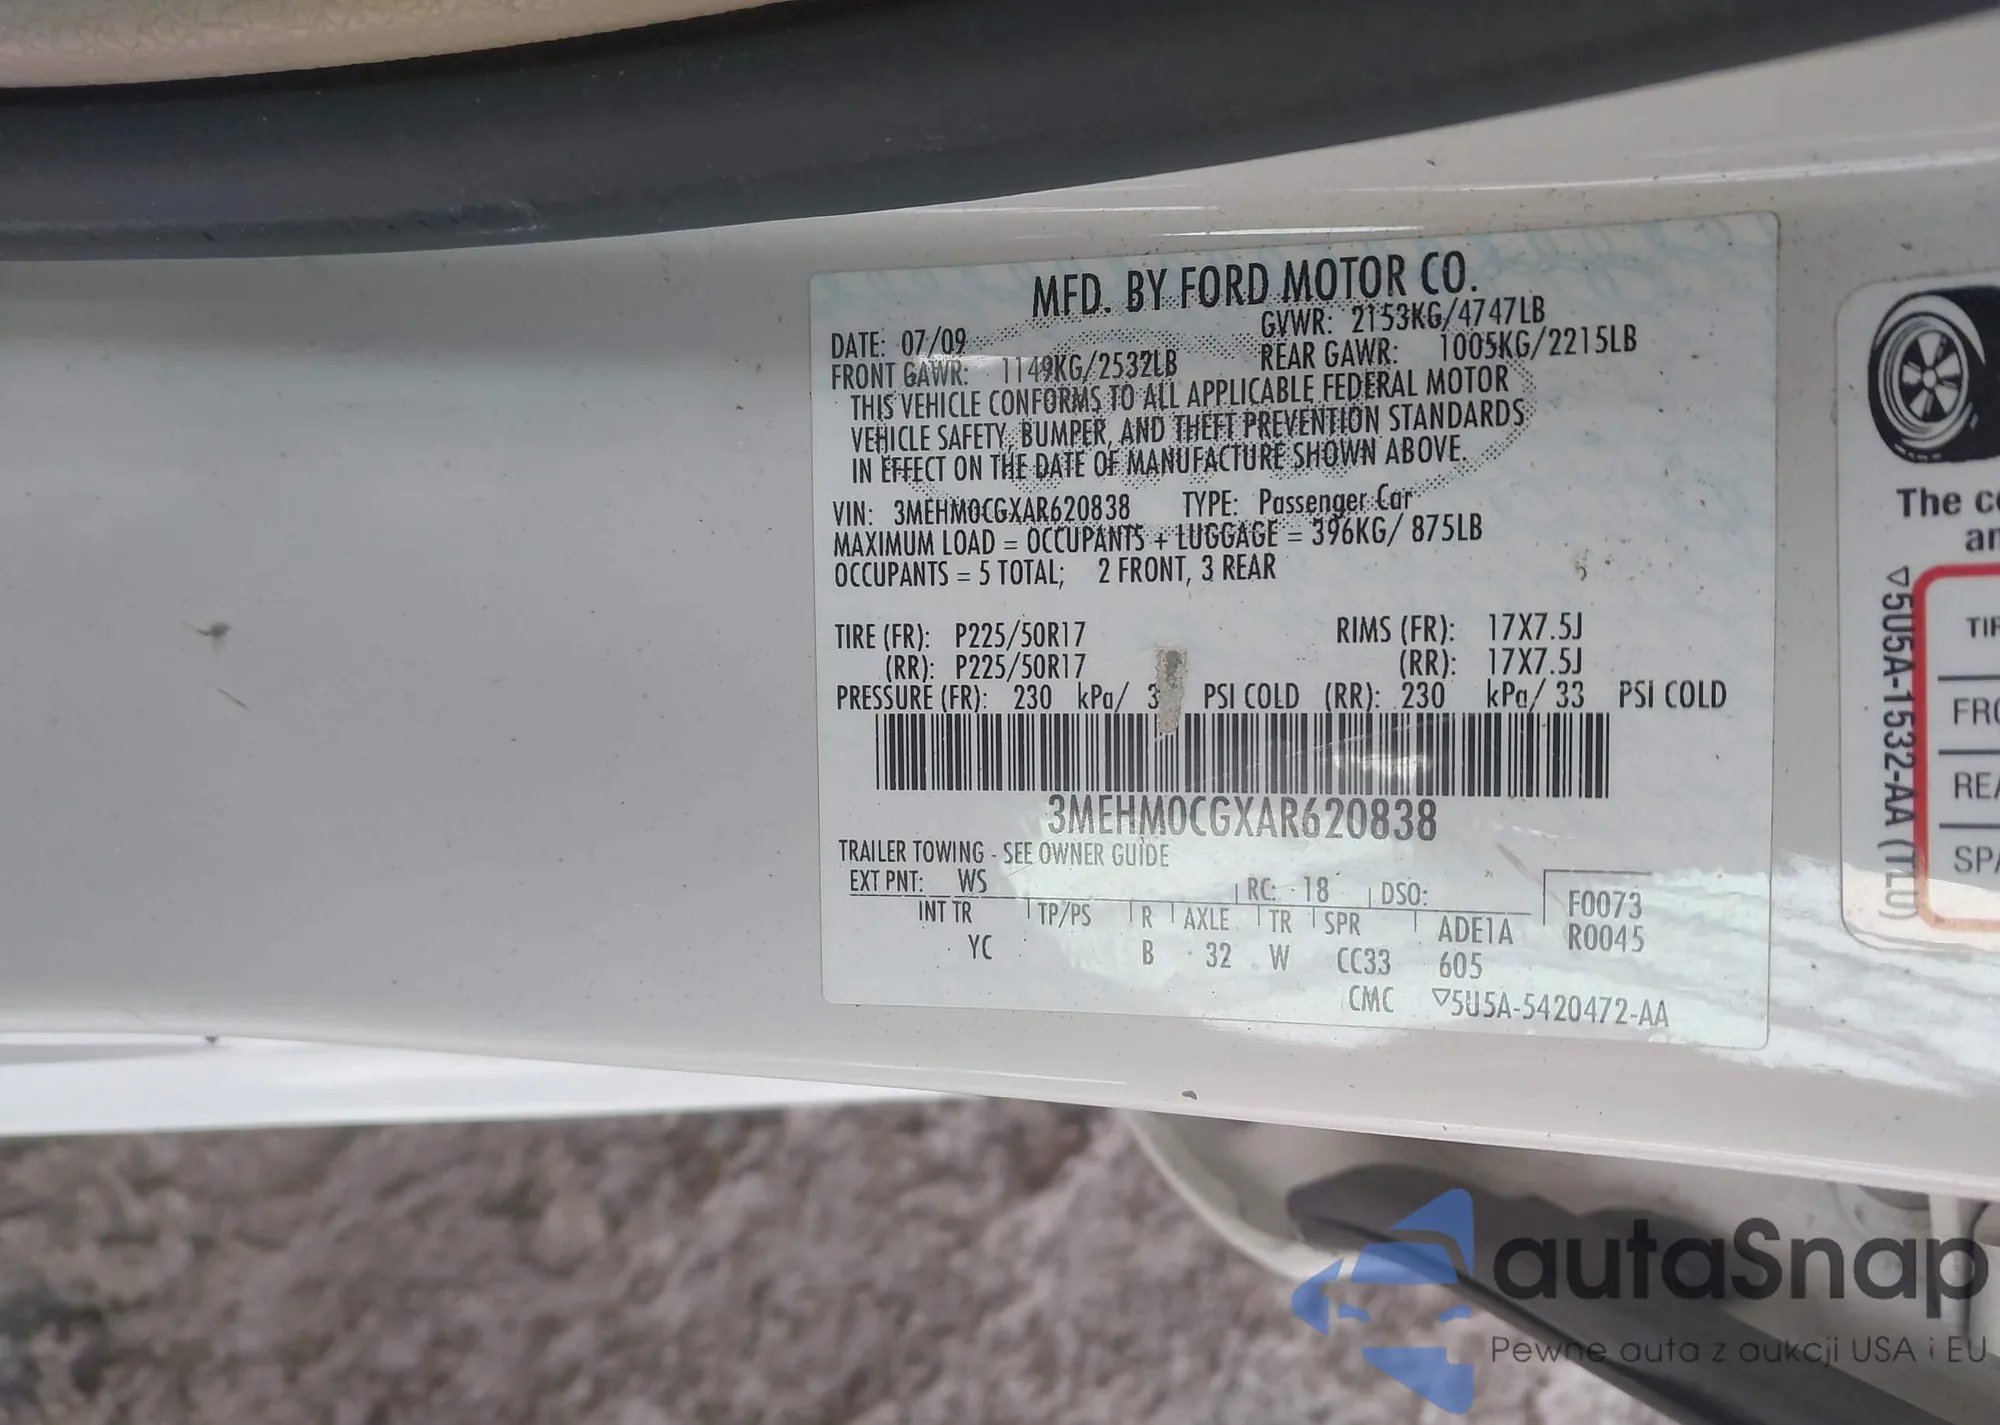 MFD. BY FORD MOTOR CO.
DATE: 07/09 GVWR: 2153KG/4747LB
FRONT GAWR: 1149KG/2532LB REAR GAWR: 1005KG/2215LB
THIS VEHICLE CONFORMS TO ALL APPLICABLE FEDERAL MOTOR
VEHICLE SAFETY, BUMPER, AND THEFT PREVENTION STANDARDS
IN EFFECT ON THE DATE OF MANUFACTURE SHOWN ABOVE.
VIN: 3MEHM0CGXAR620838 TYPE: Passenger Car
MAXIMUM LOAD = OCCUPANTS + LUGGAGE = 396KG/ 875LB
OCCUPANTS = 5 TOTAL; 2 FRONT, 3 REAR
TIRE (FR): P225/50R17 RIMS (FR): 17X7.5J
(RR): P225/50R17 (RR): 17X7.5J
PRESSURE (FR): 230 kPa/ 3 PSI COLD (RR): 230 kPa/ 33 PSI COLD
3MEHM0CGXAR620838
TRAILER TOWING - SEE OWNER GUIDE
EXT PNT: WS RC: 18 DSO: F0073
INT TR TP/PS R AXLE TR SPR ADE1A R0045
YC B 32 W CC33 605
CMC ▽5U5A-5420472-AA
The
▽5U5A-1532-AA (TLU)
autaSnap
Pewne auta z aukcji USA i EU